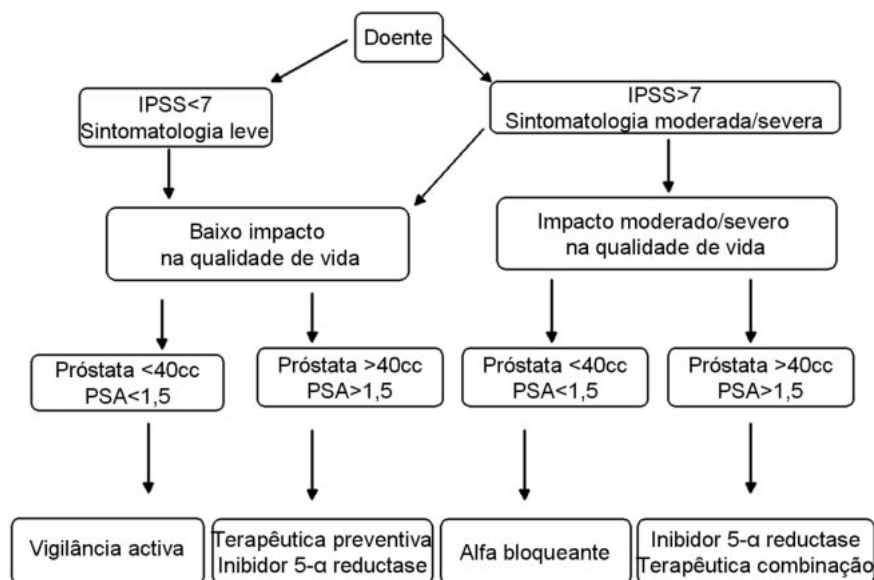 Doente
IPSS<7
Sintomatologia leve
IPSS>7
Sintomatologia moderada/severa
Baixo impacto
na qualidade de vida
Impacto moderado/severo
na qualidade de vida
Próstata <40cc
PSA<1,5
Próstata >40cc
PSA>1,5
Próstata <40cc
PSA<1,5
Próstata >40cc
PSA>1,5
Vigilância activa
Terapêutica preventiva
Inibidor 5-α reductase
Alfa bloqueante
Inibidor 5-α reductase
Terapêutica combinação